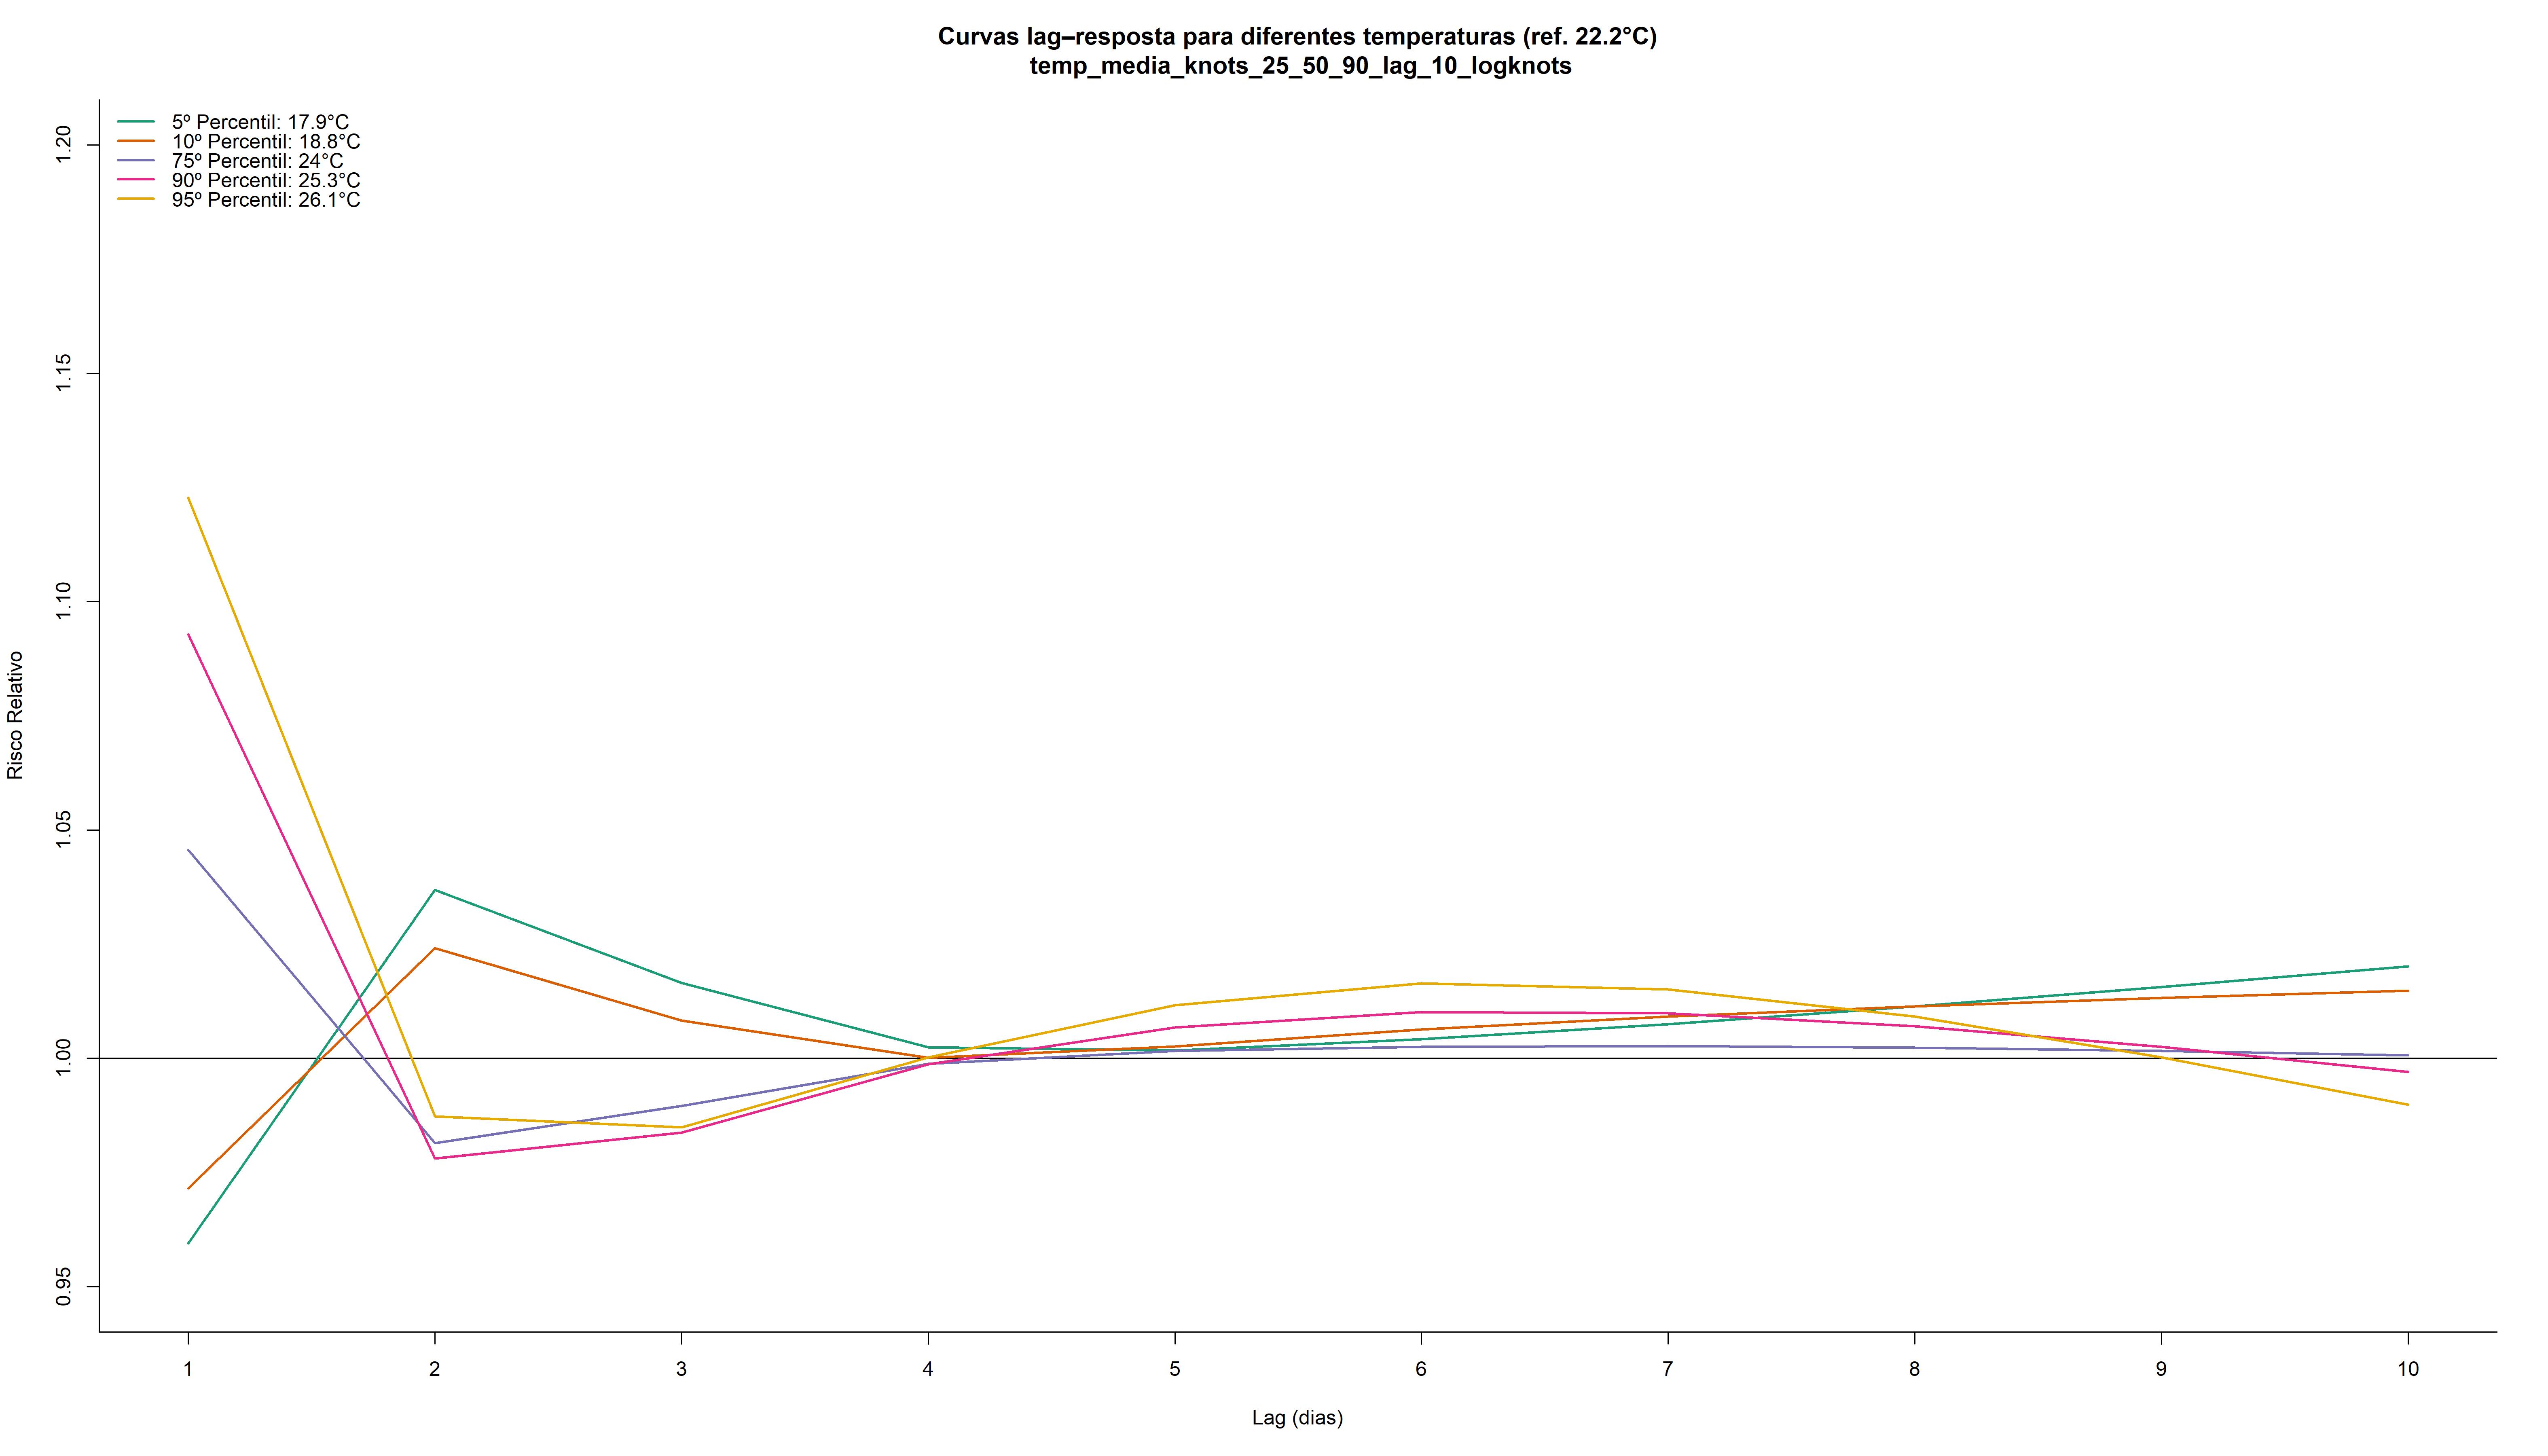 Curvas lag–resposta para diferentes temperaturas (ref. 22.2°C)
temp_media_knots_25_50_90_lag_10_logknots
5º Percentil: 17.9°C
10º Percentil: 18.8°C
75º Percentil: 24°C
90º Percentil: 25.3°C
95º Percentil: 26.1°C
1.20
1.15
1.10
1.05
1.00
0.95
Risco Relativo
1 2 3 4 5 6 7 8 9 10
Lag (dias)